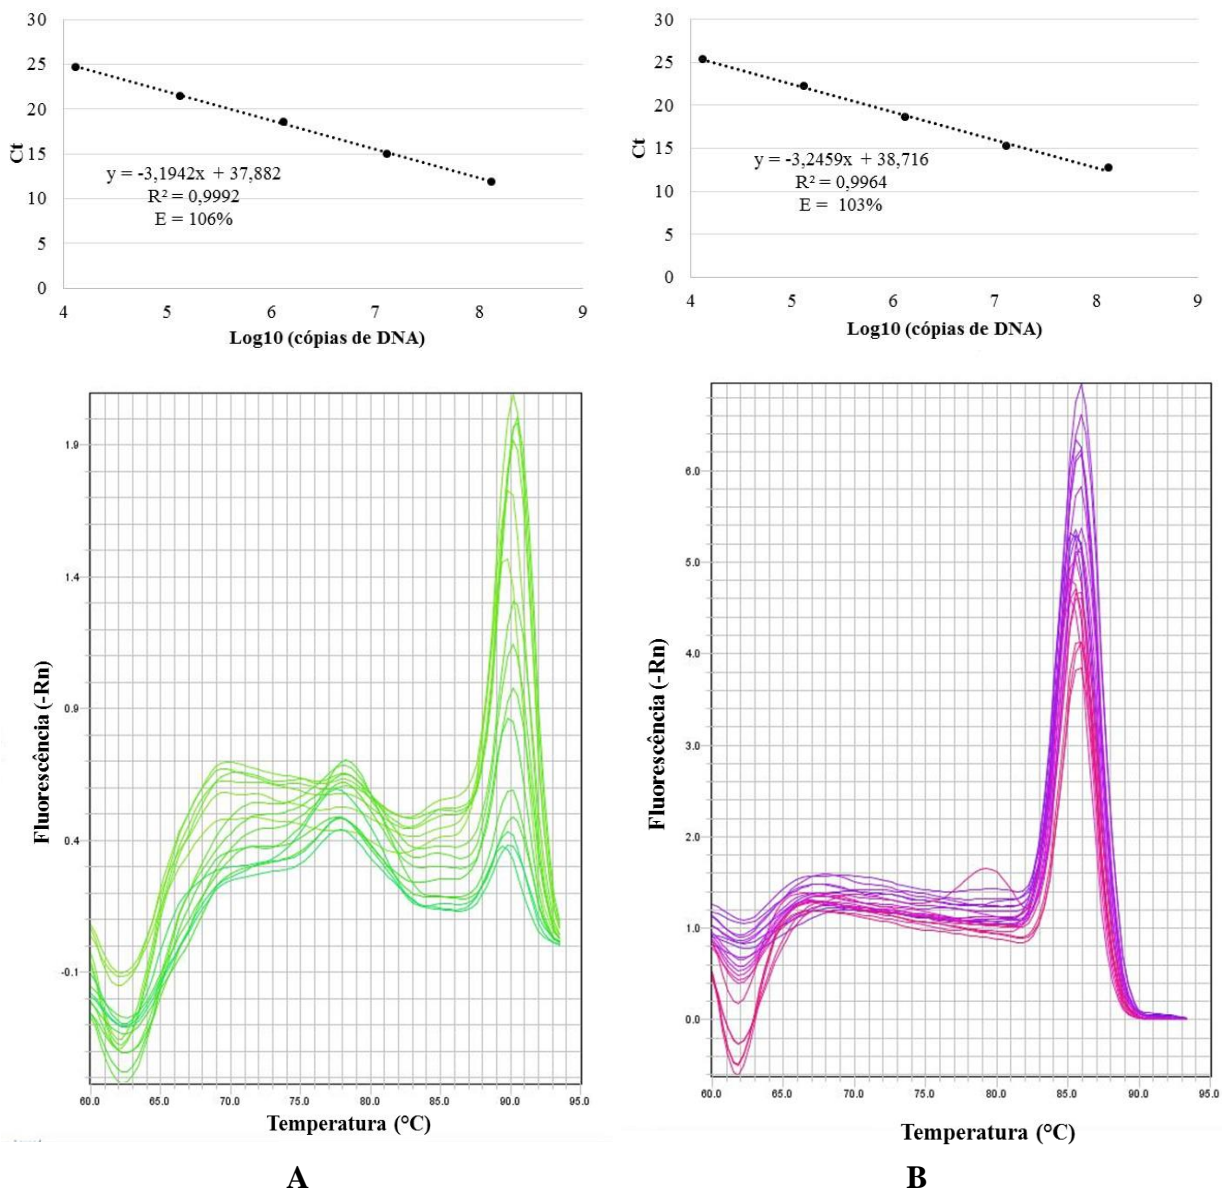 30
25
20
15
10
5
0
Ct
y = -3,1942x + 37,882
R² = 0,9992
E = 106%
4 5 6 7 8 9
Log10 (cópias de DNA)
30
25
20
15
10
5
0
Ct
y = -3,2459x + 38,716
R² = 0,9964
E = 103%
4 5 6 7 8 9
Log10 (cópias de DNA)
1.9
1.4
0.9
0.4
-0.1
Fluorescência (-Rn)
60.0 65.0 70.0 75.0 80.0 85.0 90.0 95.0
Temperatura (°C)
A
6.0
5.0
4.0
3.0
2.0
1.0
0.0
Fluorescência (-Rn)
60.0 65.0 70.0 75.0 80.0 85.0 90.0 95.0
Temperatura (°C)
B